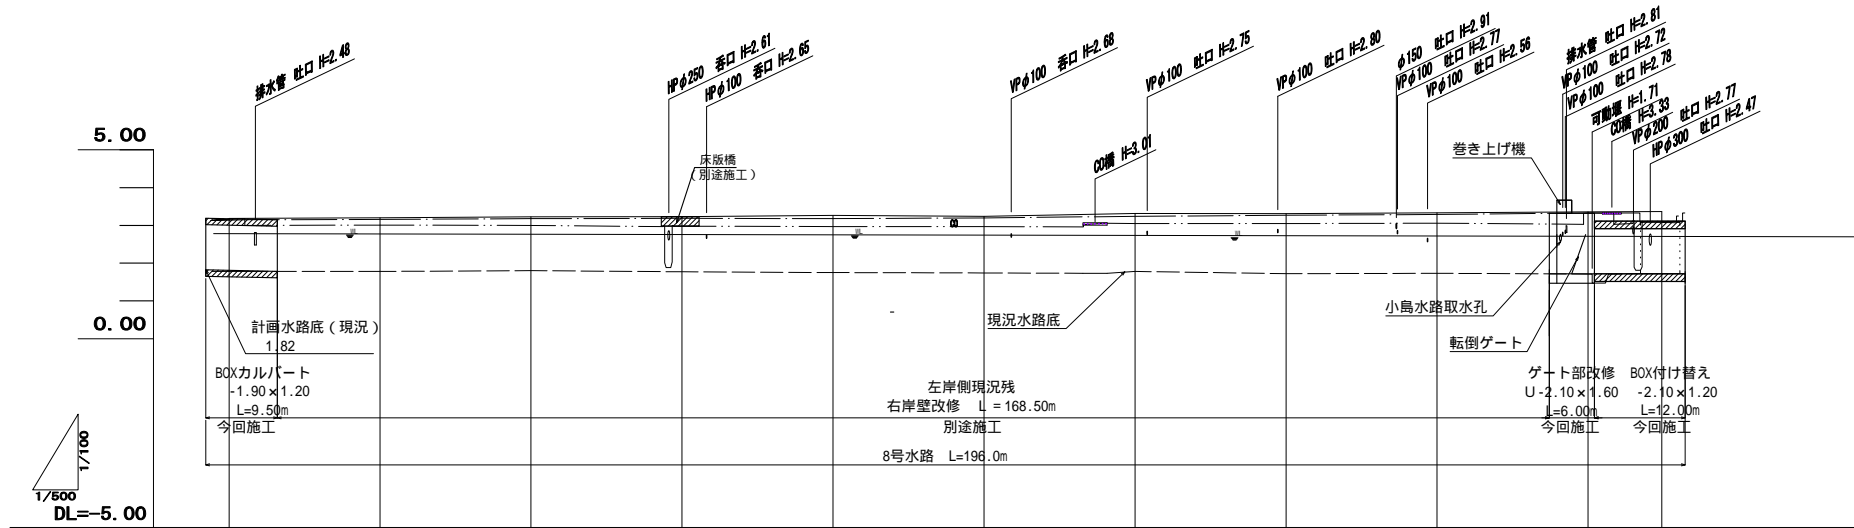 排水管 吐口 H=2.48
HPφ250 呑口 H=2.61
HPφ100 呑口 H=2.65
VPφ100 呑口 H=2.68
CO橋 H=3.01
VPφ100 吐口 H=2.75
VPφ100 吐口 H=2.80
φ150 吐口 H=2.91
VPφ100 吐口 H=2.77
VPφ100 吐口 H=2.56
排水管 吐口 H=2.81
VPφ100 吐口 H=2.72
VPφ100 吐口 H=2.78
可動堰 H=1.71
CO橋 H=3.33
VPφ200 吐口 H=2.77
HPφ300 吐口 H=2.47
5.00
床版橋
(別途施工)
巻き上げ機
0.00
計画水路底(現況)
1.82
現況水路底
小島水路取水孔
転倒ゲート
BOXカルバート
-1.90×1.20
L=9.50m
今回施工
左岸側現況残
右岸壁改修 L=168.50m
別途施工
ゲート部改修
U-2.10×1.60
L=6.00m
今回施工
BOX付け替え
-2.10×1.20
L=12.00m
今回施工
8号水路 L=196.0m
1/100
1/500
DL=-5.00